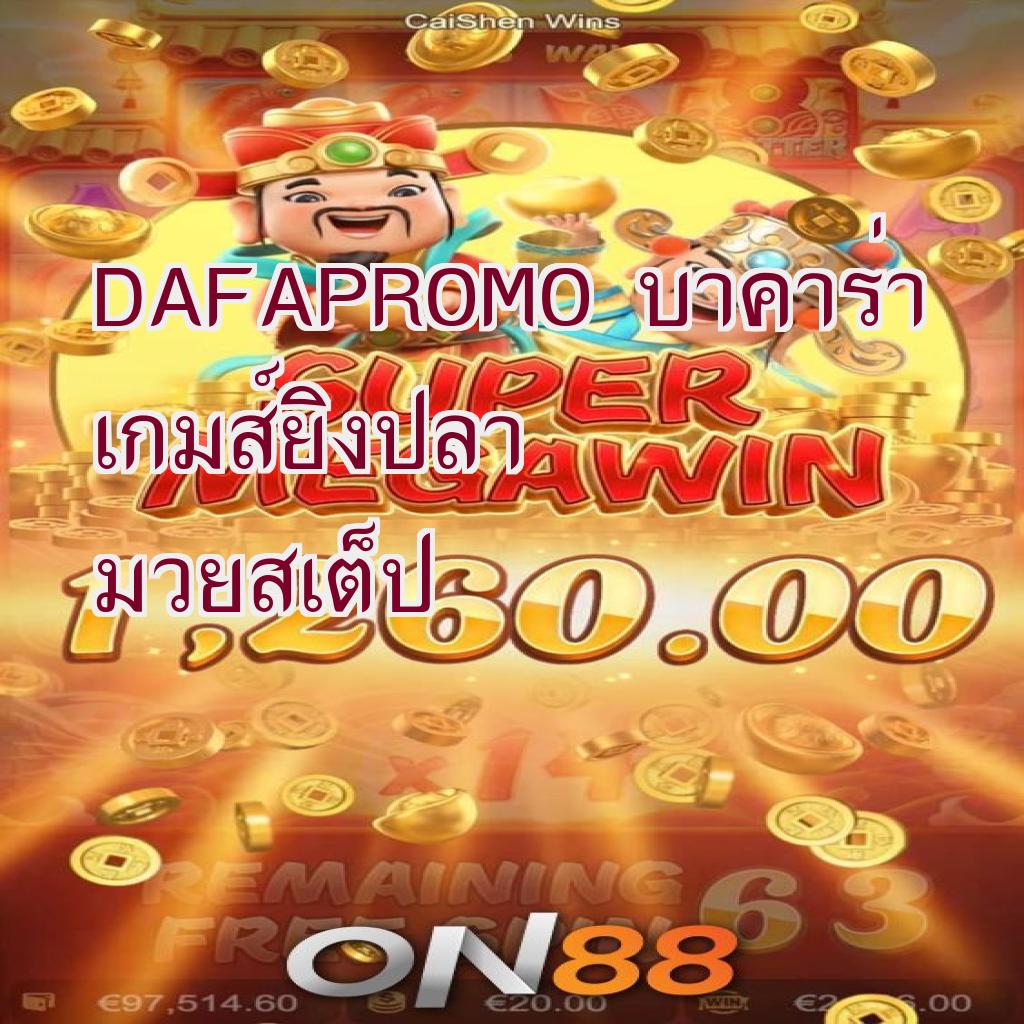 CaiShen Wins
DAFAPROMO บาคาร่า
SUPER
เกมส์ยิงปลา
MEGAWIN
มวยสเต็ป
1,260.00
x14
REMAINING
FREE SPIN 63
ON88
€97,514.60 €20.00 WIN